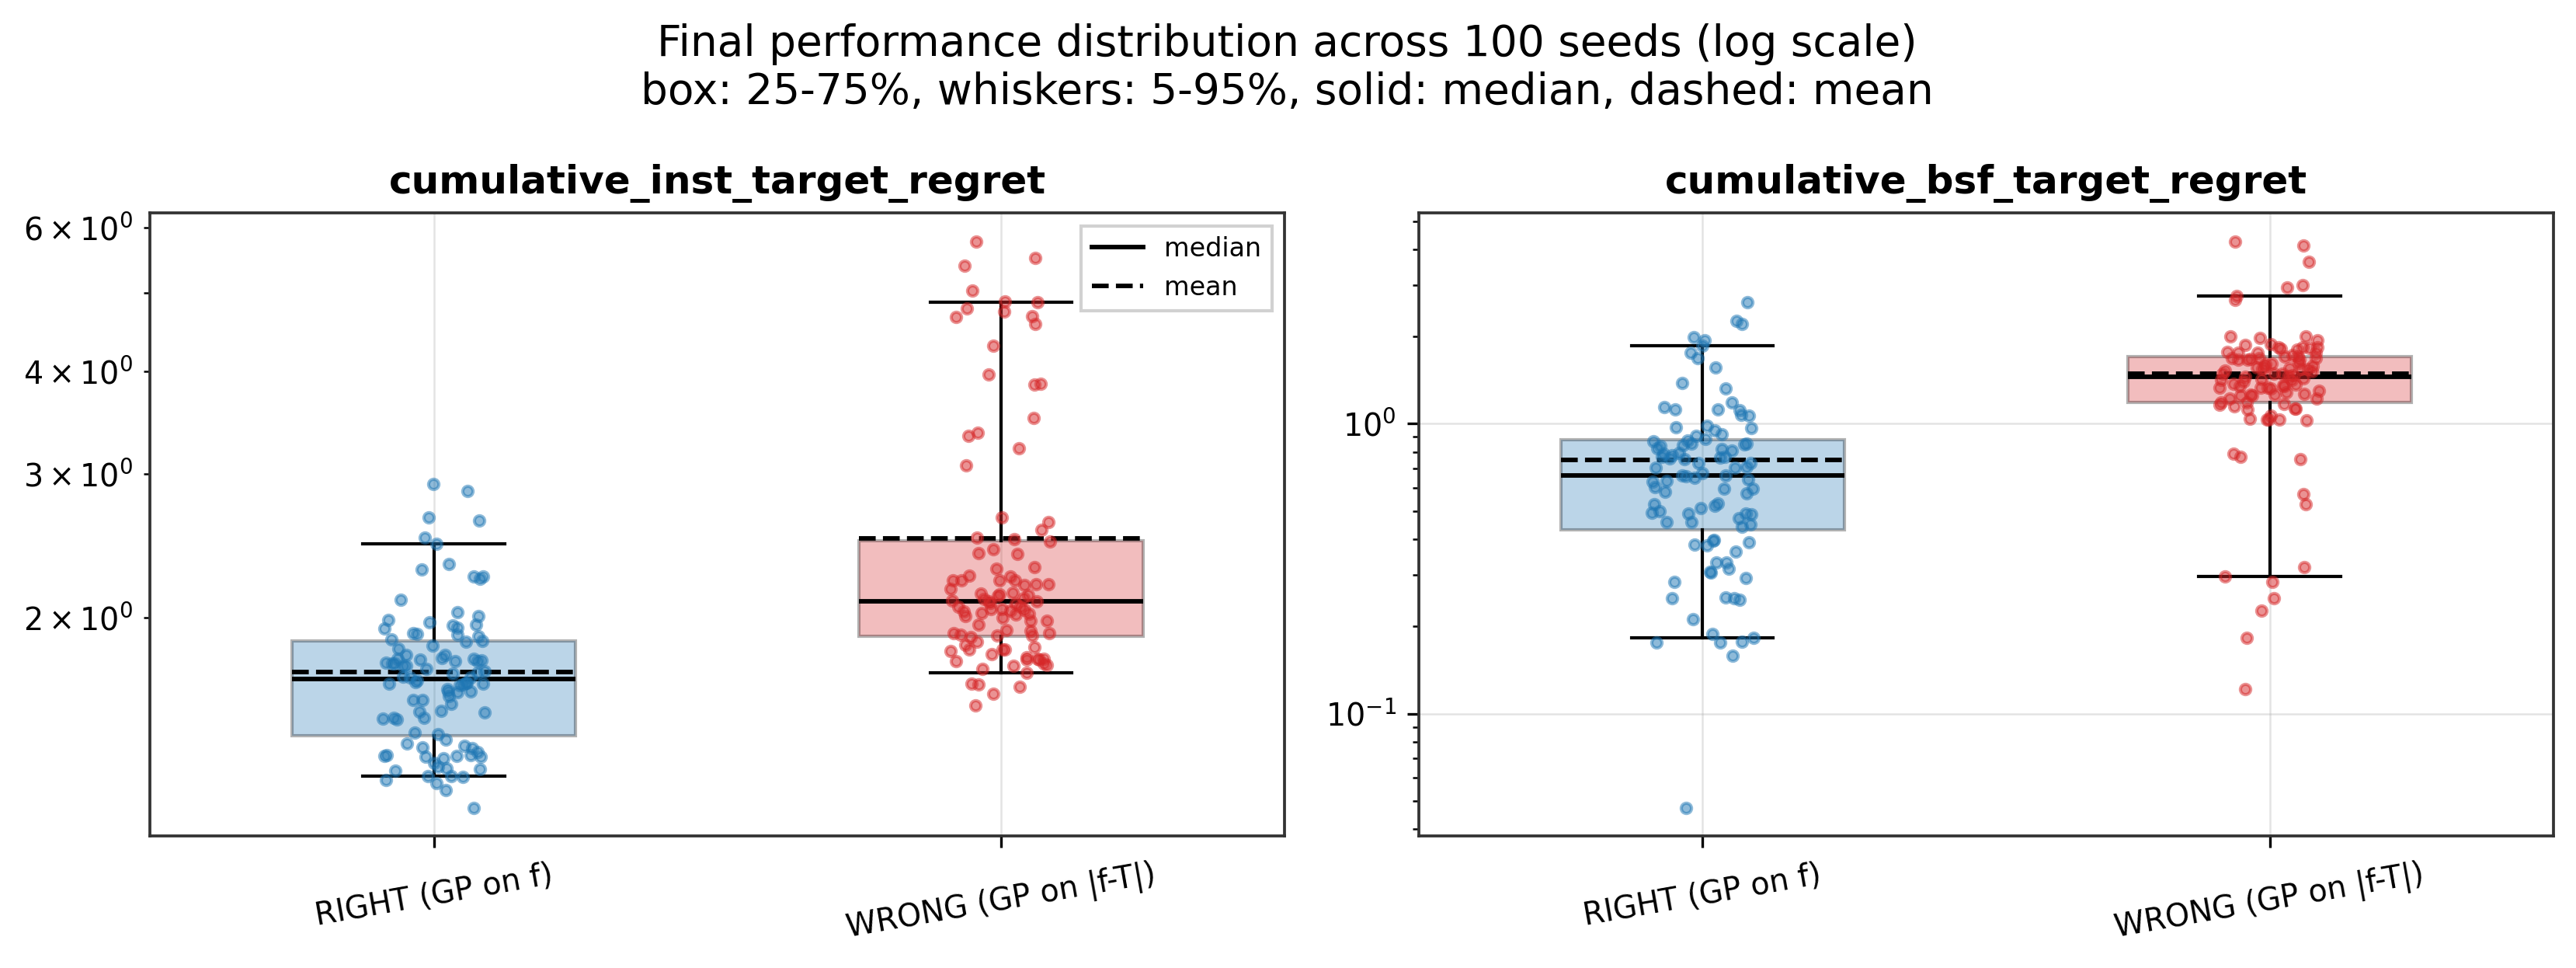 Final performance distribution across 100 seeds (log scale)
box: 25-75%, whiskers: 5-95%, solid: median, dashed: mean
cumulative_inst_target_regret
6 × 10⁰
4 × 10⁰
3 × 10⁰
2 × 10⁰
median
mean
RIGHT (GP on f)
WRONG (GP on |f-T|)
cumulative_bsf_target_regret
10⁰
10⁻¹
RIGHT (GP on f)
WRONG (GP on |f-T|)